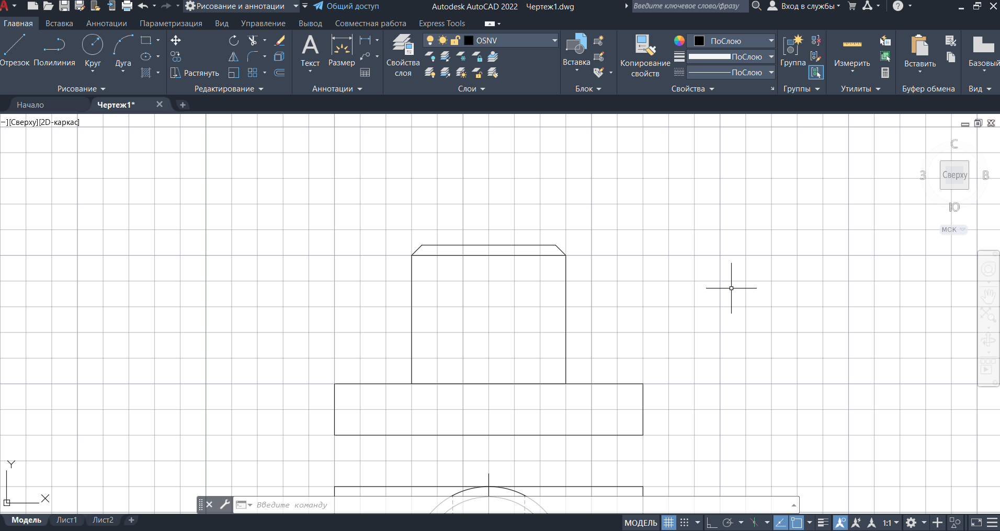 Рисование и аннотации Общий доступ Autodesk AutoCAD 2022 Чертеж1.dwg Введите ключевое слово/фразу Вход в службы
Главная Вставка Аннотации Параметризация Вид Управление Вывод Совместная работа Express Tools
OSNV ПоСлою
Отрезок Полилиния Круг Дуга Текст Размер Свойства слоя Вставка Копирование свойств ПоСлою Группа Измерить Вставить Базовый
Растянуть ПоСлою
Рисование Редактирование Аннотации Слои Блок Свойства Группы Утилиты Буфер обмена Вид
Начало Чертеж1*
−][Сверху][2D-каркас]
С
З Сверху В
Ю
МСК
Y
X
Введите команду
Модель Лист1 Лист2 МОДЕЛЬ 1:1